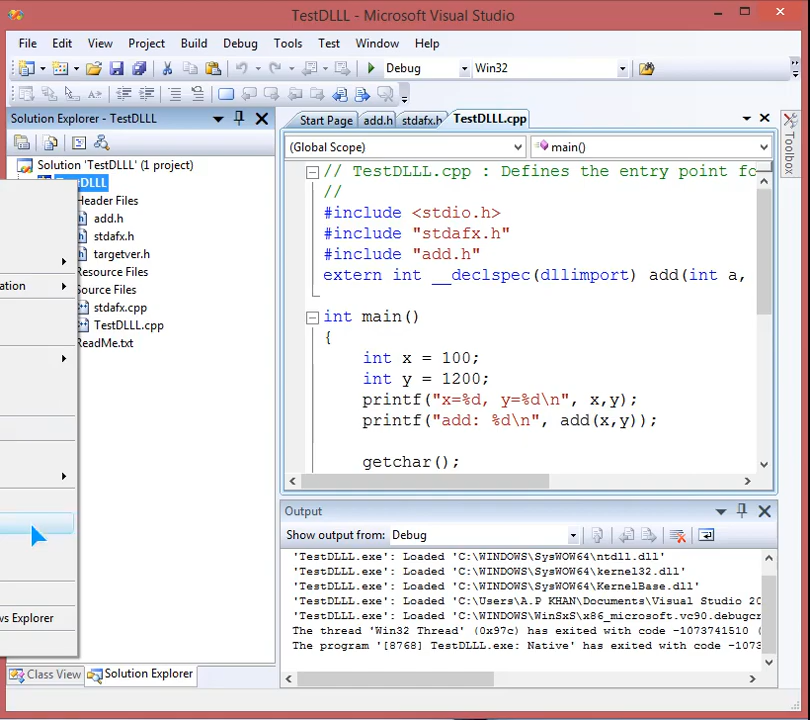 TestDLLL - Microsoft Visual Studio
File Edit View Project Build Debug Tools Test Window Help
Debug Win32
Solution Explorer - TestDLLL
Start Page add.h stdafx.h TestDLLL.cpp
Toolbox
(Global Scope) main()
Solution 'TestDLLL' (1 project)
DLLL
Header Files
add.h
stdafx.h
targetver.h
Resource Files
Source Files
stdafx.cpp
TestDLLL.cpp
ReadMe.txt
ation
ws Explorer
Class View Solution Explorer
// TestDLLL.cpp : Defines the entry point fo
//
#include <stdio.h>
#include "stdafx.h"
#include "add.h"
extern int __declspec(dllimport) add(int a,
int main()
{
int x = 100;
int y = 1200;
printf("x=%d, y=%d\n", x,y);
printf("add: %d\n", add(x,y));
getchar();
Output
Show output from: Debug
'TestDLLL.exe': Loaded 'C:\WINDOWS\SysWOW64\ntdll.dll'
'TestDLLL.exe': Loaded 'C:\WINDOWS\SysWOW64\kernel32.dll'
'TestDLLL.exe': Loaded 'C:\WINDOWS\SysWOW64\KernelBase.dll'
'TestDLLL.exe': Loaded 'C:\Users\A.P KHAN\Documents\Visual Studio 20
'TestDLLL.exe': Loaded 'C:\WINDOWS\WinSxS\x86_microsoft.vc90.debugcr
The thread 'Win32 Thread' (0x97c) has exited with code -1073741510 (
The program '[8768] TestDLLL.exe: Native' has exited with code -1073